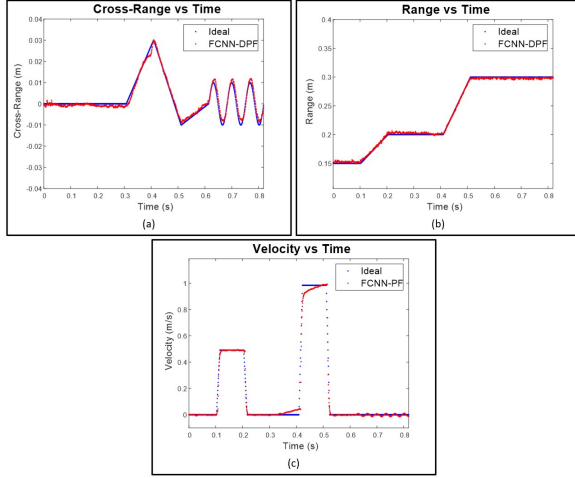 Cross-Range vs Time
0.04
0.03
0.02
0.01
0
-0.01
-0.02
-0.03
-0.04
Cross-Range (m)
Ideal
FCNN-DPF
0 0.1 0.2 0.3 0.4 0.5 0.6 0.7 0.8
Time (s)
(a)
Range vs Time
0.4
0.35
0.3
0.25
0.2
0.15
Range (m)
Ideal
FCNN-DPF
0 0.1 0.2 0.3 0.4 0.5 0.6 0.7 0.8
Time (s)
(b)
Velocity vs Time
1
0.8
0.6
0.4
0.2
0
Velocity (m/s)
Ideal
FCNN-PF
0 0.1 0.2 0.3 0.4 0.5 0.6 0.7 0.8
Time (s)
(c)